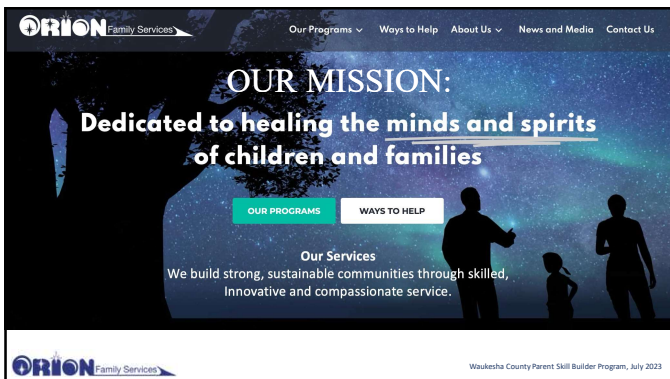 ORION Family Services
Our Programs Ways to Help About Us News and Media Contact Us
OUR MISSION:
Dedicated to healing the minds and spirits
of children and families
OUR PROGRAMS WAYS TO HELP
Our Services
We build strong, sustainable communities through skilled,
Innovative and compassionate service.
ORION Family Services
Waukesha County Parent Skill Builder Program, July 2023